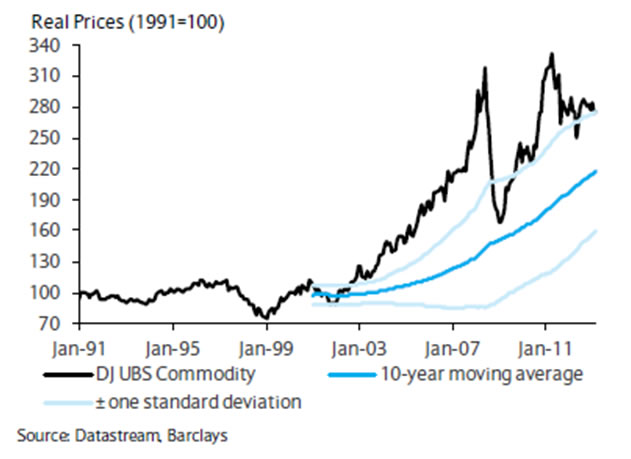 Real Prices (1991=100)
340
310
280
250
220
190
160
130
100
70
Jan-91 Jan-95 Jan-99 Jan-03 Jan-07 Jan-11
DJ UBS Commodity 10-year moving average
± one standard deviation
Source: Datastream, Barclays